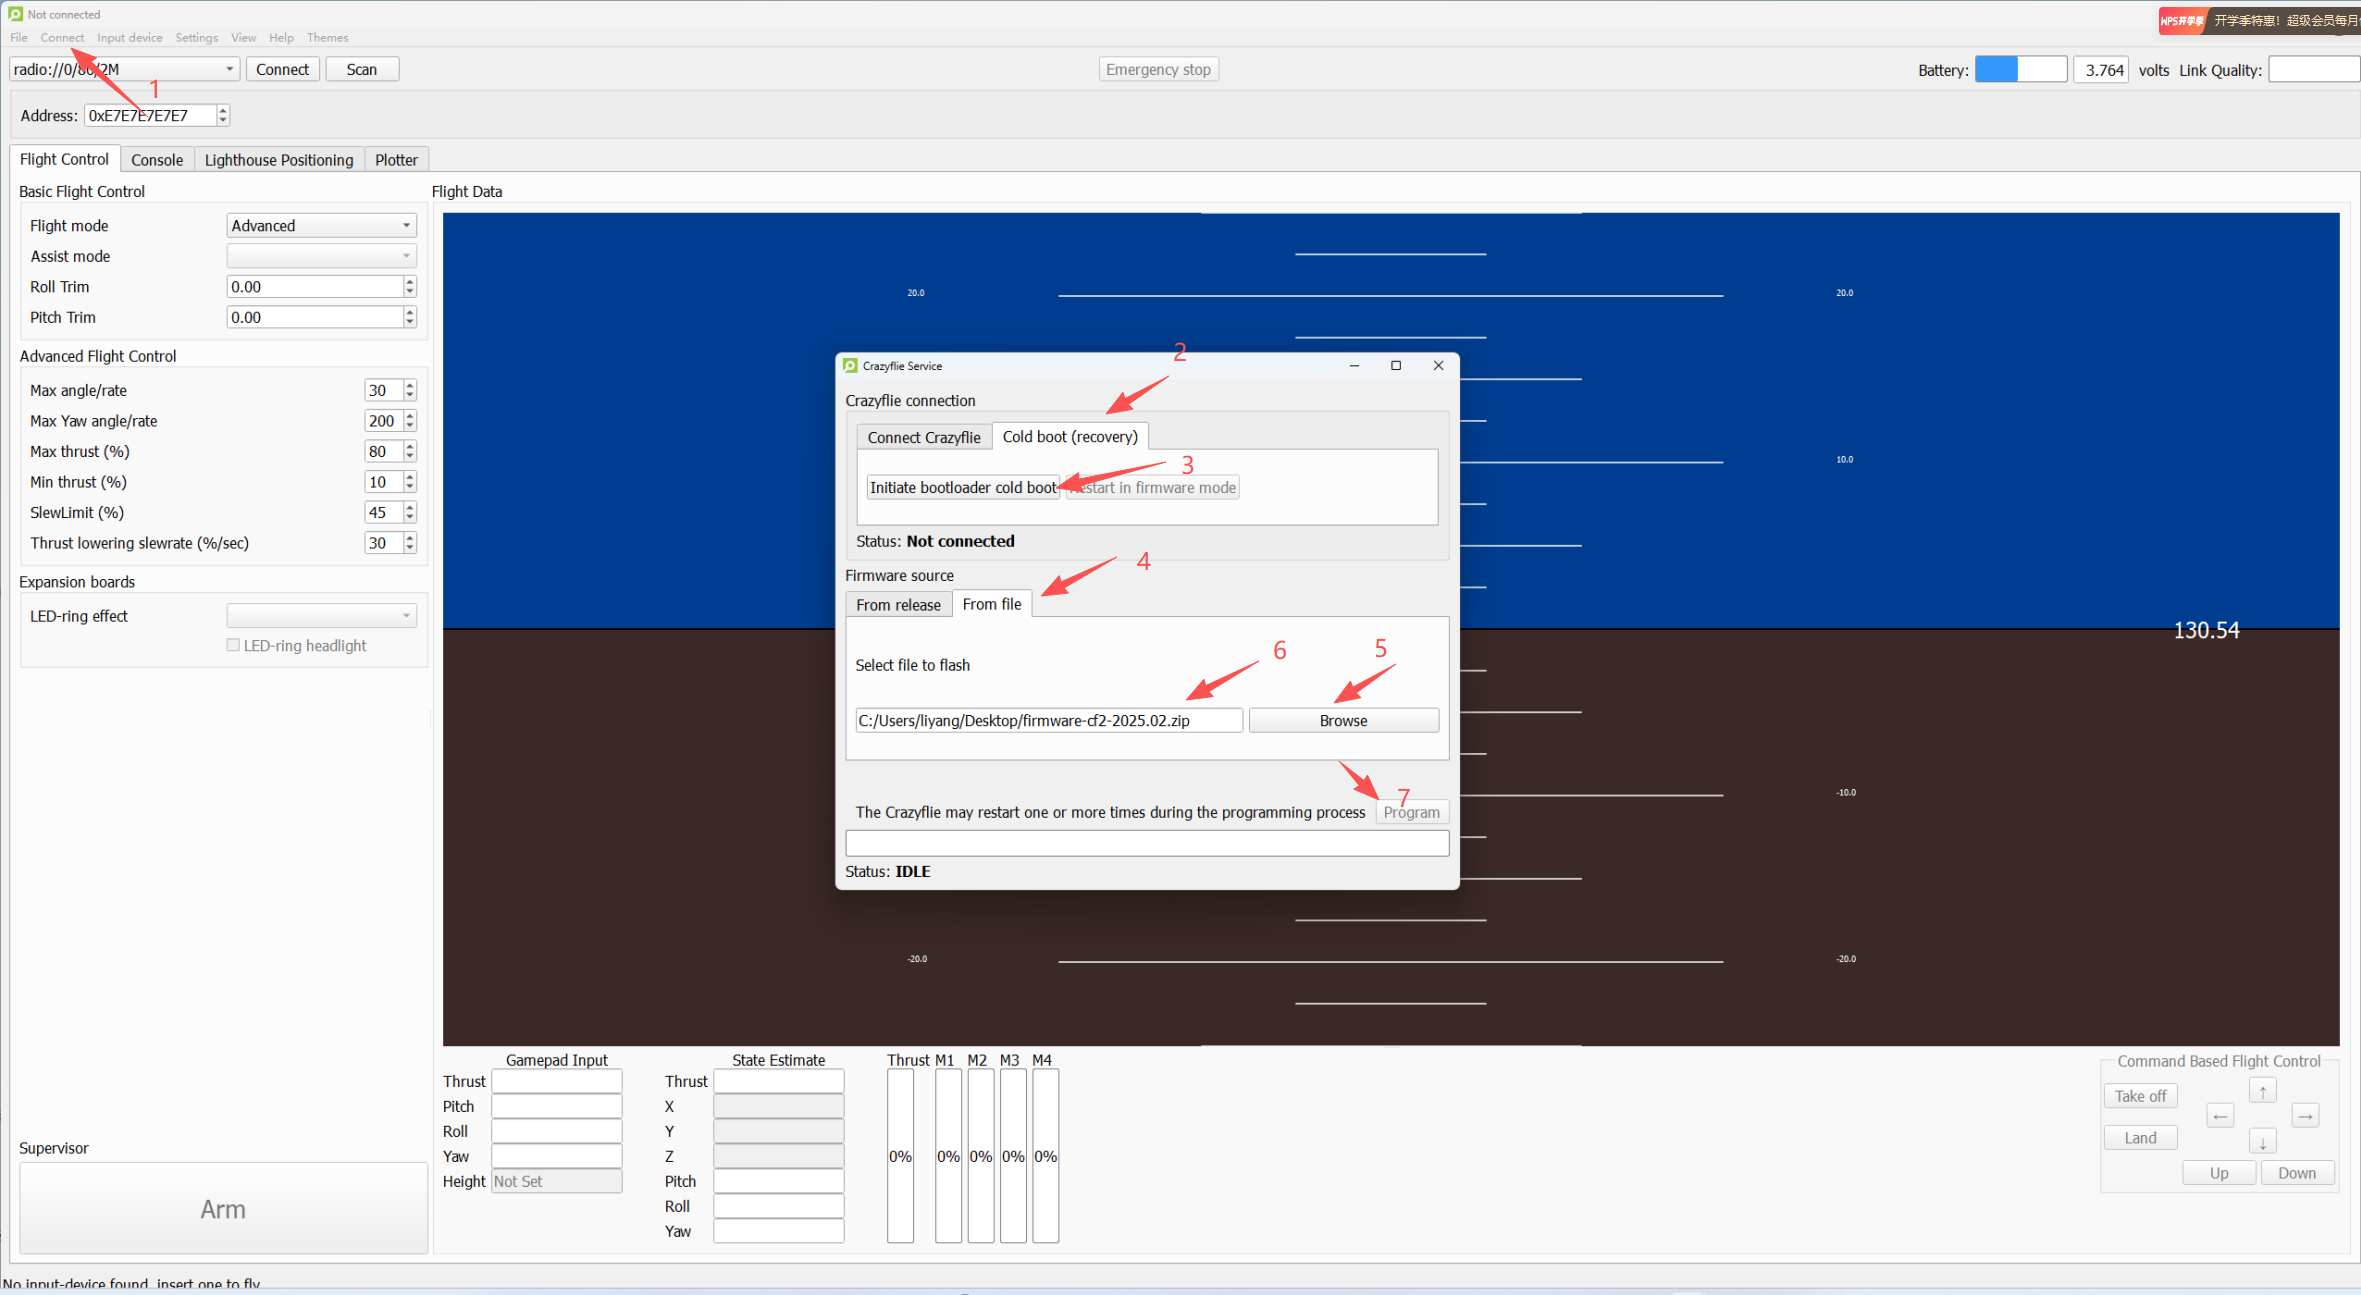 Not connected
WPS开学季 开学季特惠！超级会员每月
File Connect Input device Settings View Help Themes
radio://0/80/2M Connect Scan Emergency stop Battery: 3.764 volts Link Quality:
1
Address: 0xE7E7E7E7E7
Flight Control Console Lighthouse Positioning Plotter
Basic Flight Control
Flight mode Advanced
Assist mode
Roll Trim 0.00
Pitch Trim 0.00
Advanced Flight Control
Max angle/rate 30
Max Yaw angle/rate 200
Max thrust (%) 80
Min thrust (%) 10
SlewLimit (%) 45
Thrust lowering slewrate (%/sec) 30
Expansion boards
LED-ring effect
LED-ring headlight
Supervisor
Arm
Flight Data
20.0 20.0
10.0
130.54
-10.0
-20.0 -20.0
2
Crazyflie Service
Crazyflie connection
Connect Crazyflie Cold boot (recovery)
3
Initiate bootloader cold boot Restart in firmware mode
Status: Not connected
4
Firmware source
From release From file
6 5
Select file to flash
C:/Users/liyang/Desktop/firmware-cf2-2025.02.zip Browse
7
The Crazyflie may restart one or more times during the programming process Program
Status: IDLE
Gamepad Input
Thrust
Pitch
Roll
Yaw
Height Not Set
State Estimate
Thrust
X
Y
Z
Pitch
Roll
Yaw
Thrust M1 M2 M3 M4
0% 0% 0% 0% 0%
Command Based Flight Control
Take off ↑
← →
Land ↓
Up Down
No input-device found, insert one to fly